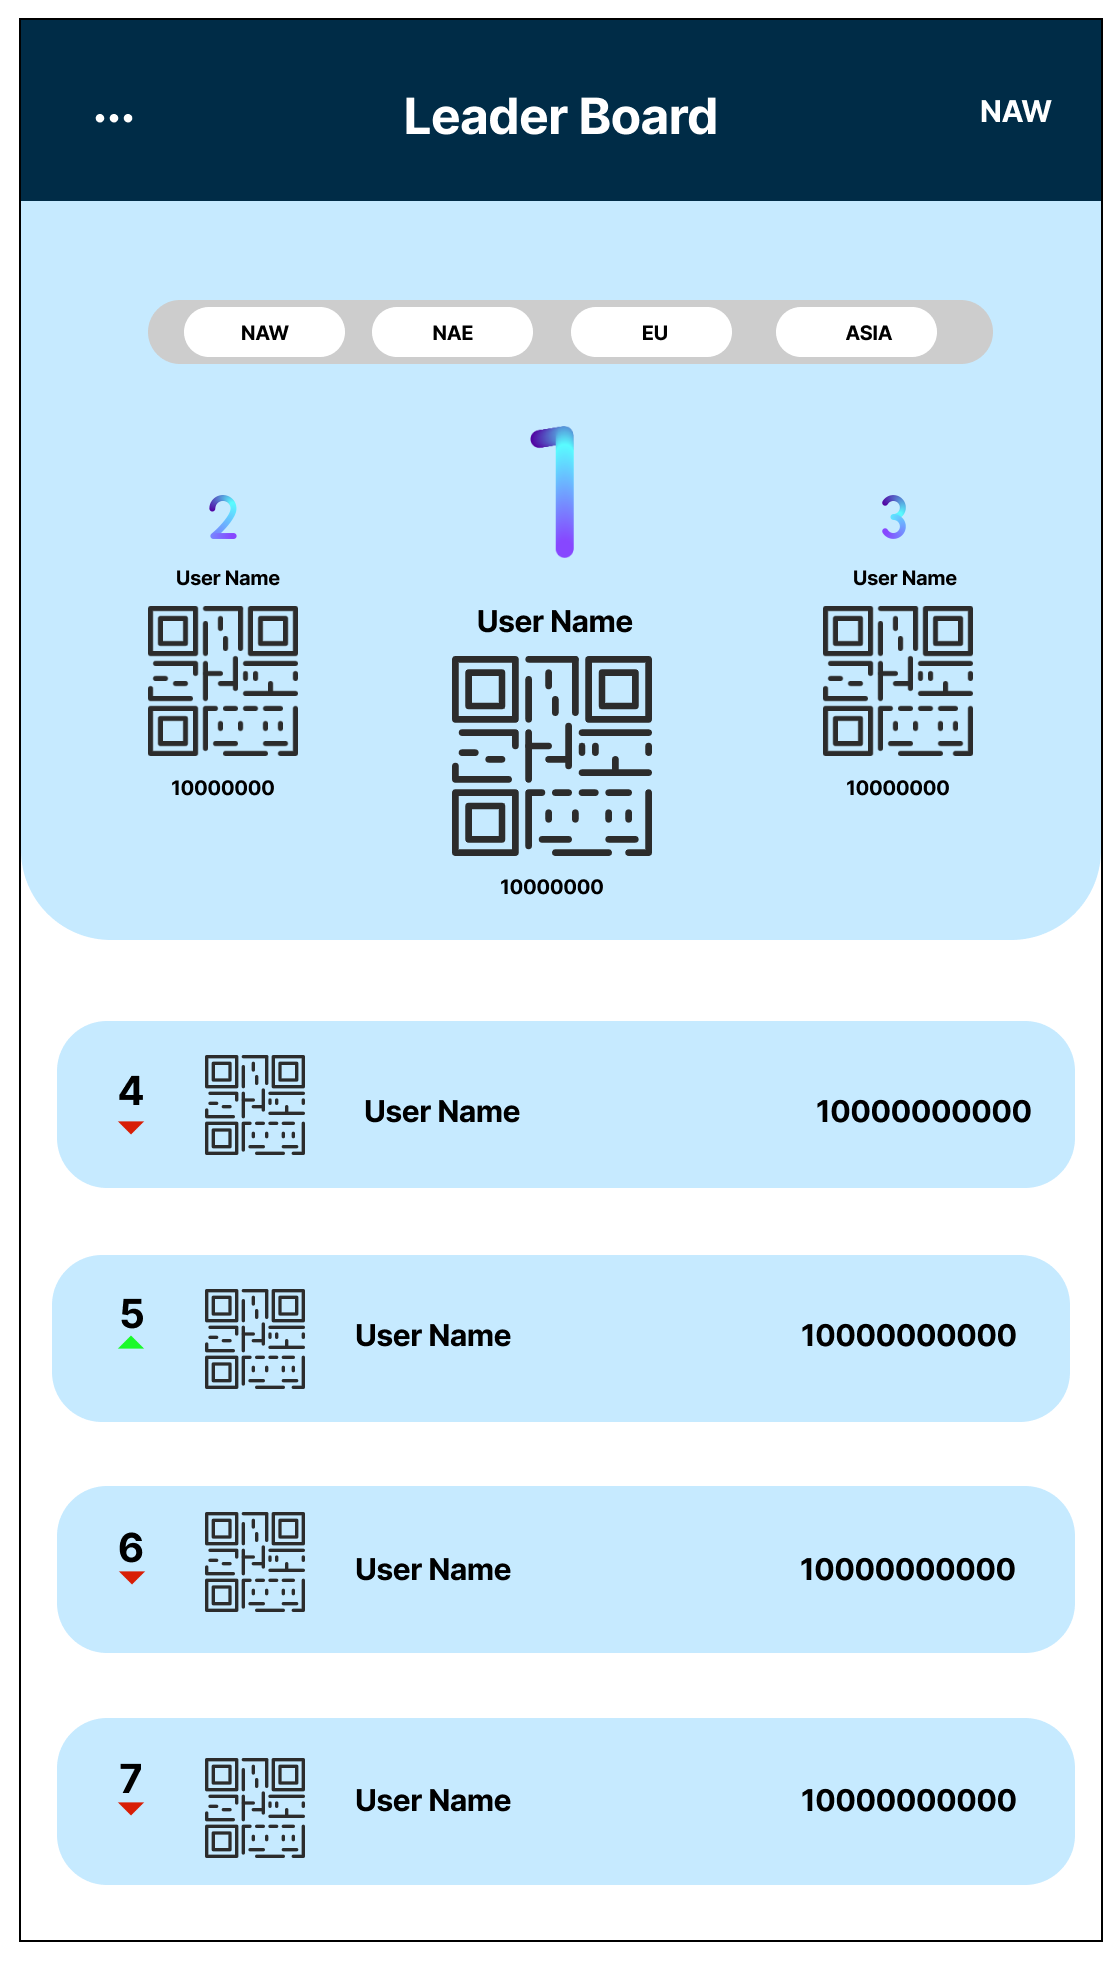 ... Leader Board NAW
NAW NAE EU ASIA
1
2 3
User Name User Name
User Name
10000000 10000000
10000000
4 User Name 10000000000
5 User Name 10000000000
6 User Name 10000000000
7 User Name 10000000000